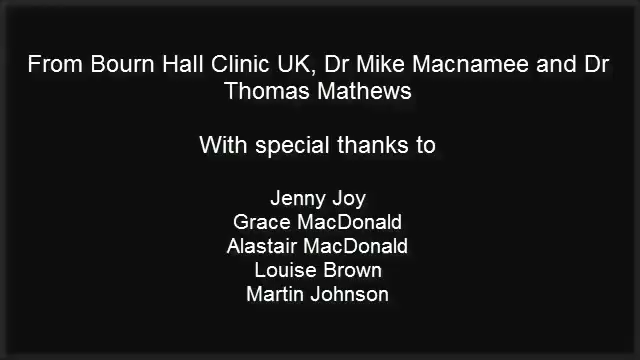 From Bourn Hall Clinic UK, Dr Mike Macnamee and Dr
Thomas Mathews
With special thanks to
Jenny Joy
Grace MacDonald
Alastair MacDonald
Louise Brown
Martin Johnson